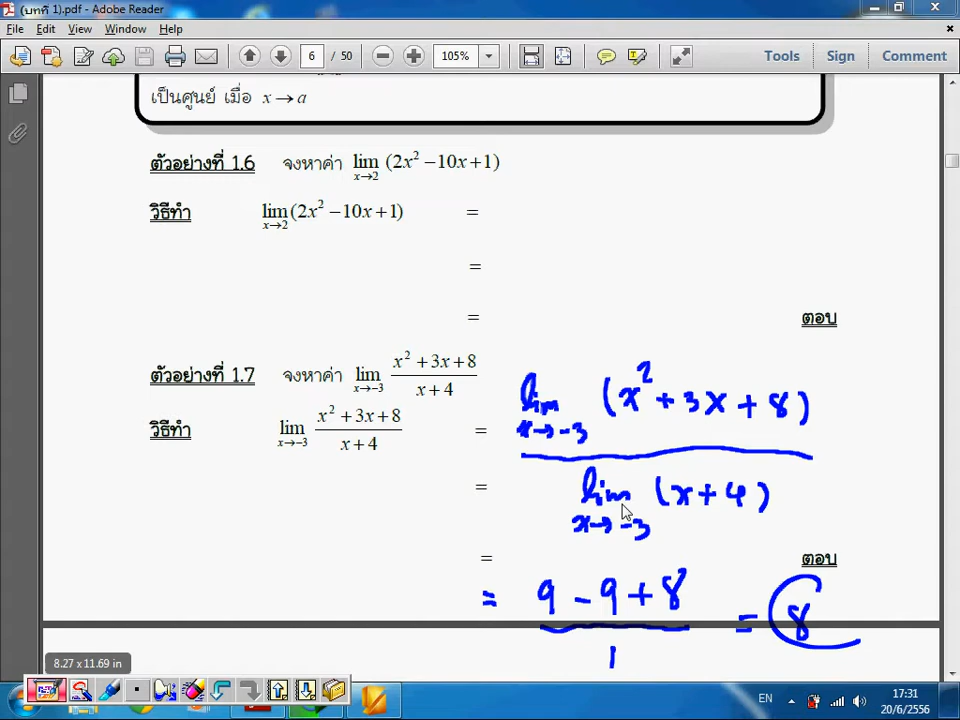 (บทที่ 1).pdf - Adobe Reader
File Edit View Window Help
6 / 50 105% Tools Sign Comment
เป็นศูนย์ เมื่อ x → a
ตัวอย่างที่ 1.6 จงหาค่า lim x→2 (2x² −10x+1)
วิธีทำ lim x→2 (2x² −10x+1) =
=
= ตอบ
ตัวอย่างที่ 1.7 จงหาค่า lim x→−3 (x² +3x+8)/(x+4)
วิธีทำ lim x→−3 (x² +3x+8)/(x+4) = lim x→−3 (x² + 3x + 8)
= lim x→−3 (x + 4)
= ตอบ
= (9 − 9 + 8)/1 = 8
8.27 x 11.69 in
EN 17:31
20/6/2556